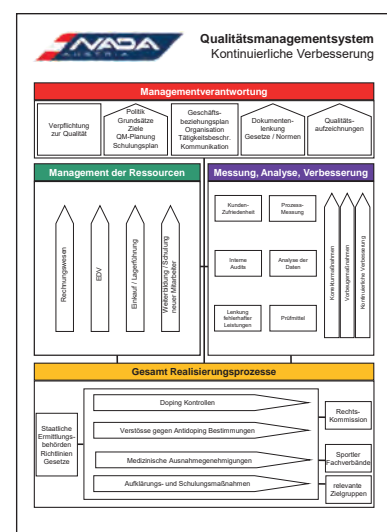 NADA
AUSTRIA
Qualitätsmanagementsystem
Kontinuierliche Verbesserung
Managementverantwortung
Verpflichtung
zur Qualität
Politik
Grundsätze
Ziele
QM-Planung
Schulungsplan
Geschäfts-
beziehungsplan
Organisation
Tätigkeitsbeschr.
Kommunikation
Dokumenten-
lenkung
Gesetze / Normen
Qualitäts-
aufzeichnungen
Management der Ressourcen
Rechnungswesen
EDV
Einkauf / Lagerführung
Weiterbildung / Schulung
neuer Mitarbeiter
Messung, Analyse, Verbesserung
Kunden-
Zufriedenheit
Prozess-
Messung
Interne
Audits
Analyse der
Daten
Lenkung
fehlerhafter
Leistungen
Prüfmittel
Korrekturmaßnahmen
Vorbeugemaßnahmen
Kontinuierliche Verbesserung
Gesamt Realisierungsprozesse
Staatliche
Ermittlungs-
behörden
Richtlinien
Gesetze
Doping Kontrollen
Verstösse gegen Antidoping Bestimmungen
Medizinische Ausnahmegenehmigungen
Aufklärungs- und Schulungsmaßnahmen
Rechts-
Kommission
Sportler
Fachverbände
relevante
Zielgruppen